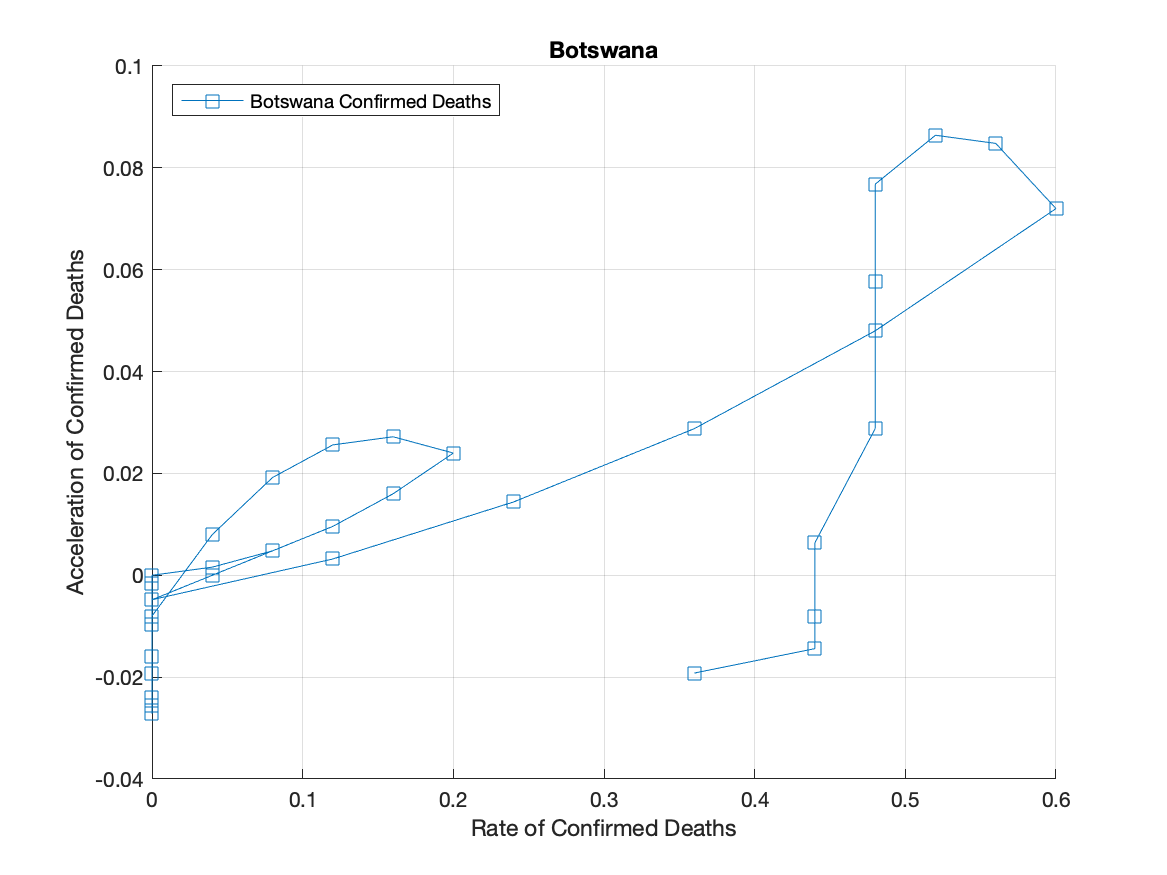 Botswana
Botswana Confirmed Deaths
Acceleration of Confirmed Deaths
0.1
0.08
0.06
0.04
0.02
0
-0.02
-0.04
0 0.1 0.2 0.3 0.4 0.5 0.6
Rate of Confirmed Deaths